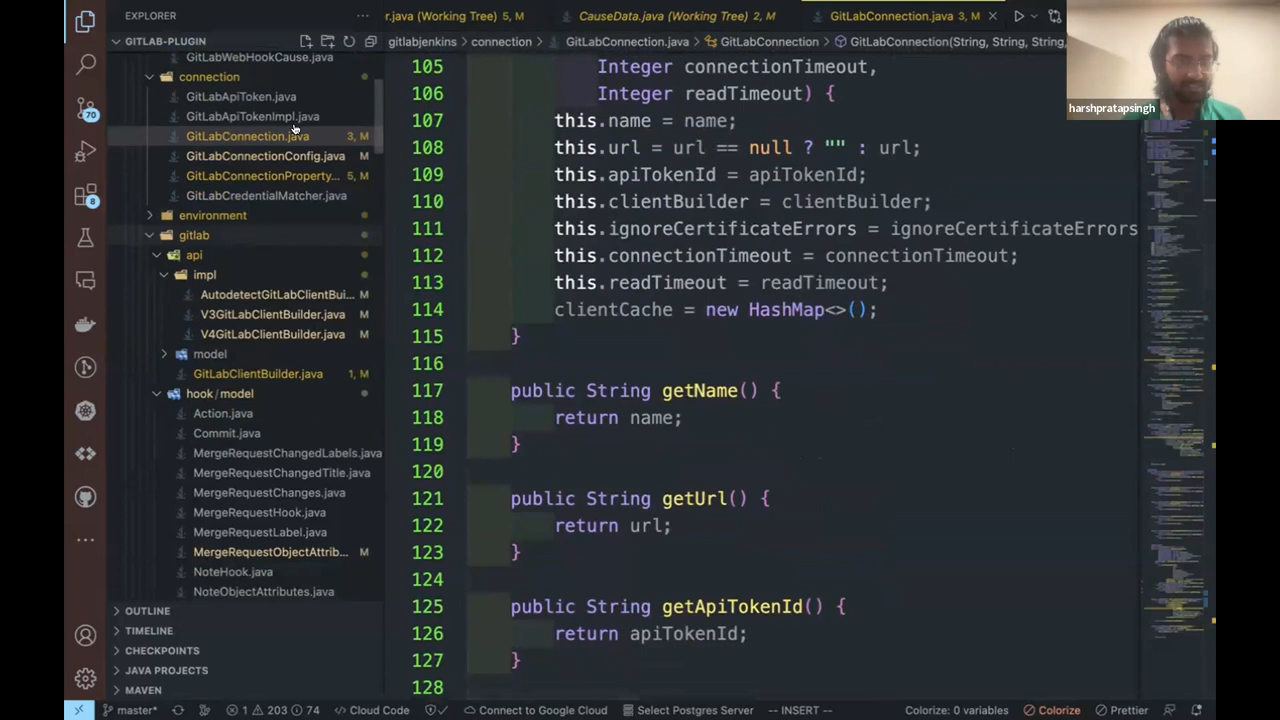 EXPLORER
r.java (Working Tree) 5, M
CauseData.java (Working Tree) 2, M
GitLabConnection.java 3, M
GITLAB-PLUGIN
gitlabjenkins > connection > GitLabConnection.java > GitLabConnection > GitLabConnection(String, String, String,
harshpratapsingh
GitLabWebHookCause.java
connection
GitLabApiToken.java
GitLabApiTokenImpl.java
GitLabConnection.java 3, M
GitLabConnectionConfig.java M
GitLabConnectionProperty... 5, M
GitLabCredentialMatcher.java
environment
gitlab
api
impl
AutodetectGitLabClientBui... M
V3GitLabClientBuilder.java M
V4GitLabClientBuilder.java M
model
GitLabClientBuilder.java 1, M
hook/model
Action.java
Commit.java
MergeRequestChangedLabels.java
MergeRequestChangedTitle.java
MergeRequestChanges.java
MergeRequestHook.java
MergeRequestLabel.java
MergeRequestObjectAttrib... M
NoteHook.java
NoteObjectAttributes.java
OUTLINE
TIMELINE
CHECKPOINTS
JAVA PROJECTS
MAVEN
70
8
105 Integer connectionTimeout,
106 Integer readTimeout) {
107 this.name = name;
108 this.url = url == null ? "" : url;
109 this.apiTokenId = apiTokenId;
110 this.clientBuilder = clientBuilder;
111 this.ignoreCertificateErrors = ignoreCertificateErrors
112 this.connectionTimeout = connectionTimeout;
113 this.readTimeout = readTimeout;
114 clientCache = new HashMap<>();
115 }
116
117 public String getName() {
118 return name;
119 }
120
121 public String getUrl() {
122 return url;
123 }
124
125 public String getApiTokenId() {
126 return apiTokenId;
127 }
128
master* 1 203 74 Cloud Code Connect to Google Cloud Select Postgres Server -- INSERT -- Colorize: 0 variables Colorize Prettier